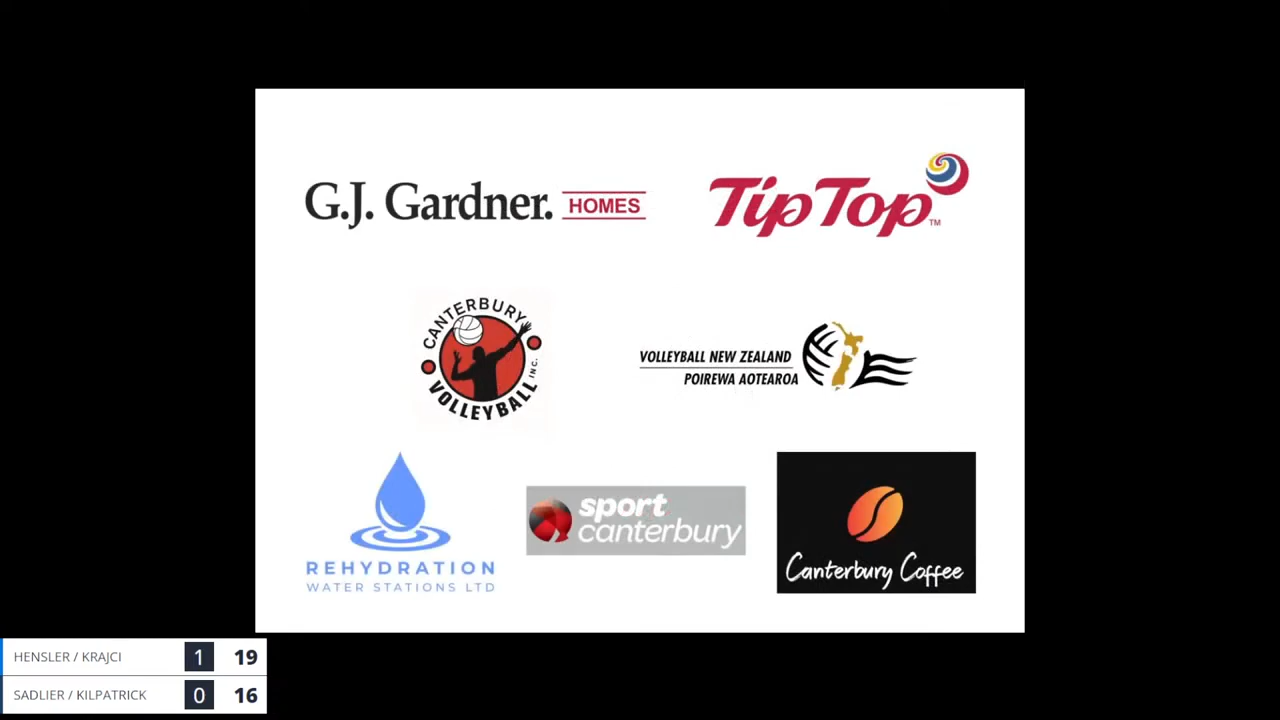 G.J. Gardner. HOMES
TipTop™
CANTERBURY
VOLLEYBALL INC.
VOLLEYBALL NEW ZEALAND
POIREWA AOTEAROA
REHYDRATION
WATER STATIONS LTD
sport
canterbury
Canterbury Coffee
HENSLER / KRAJCI 1 19
SADLIER / KILPATRICK 0 16